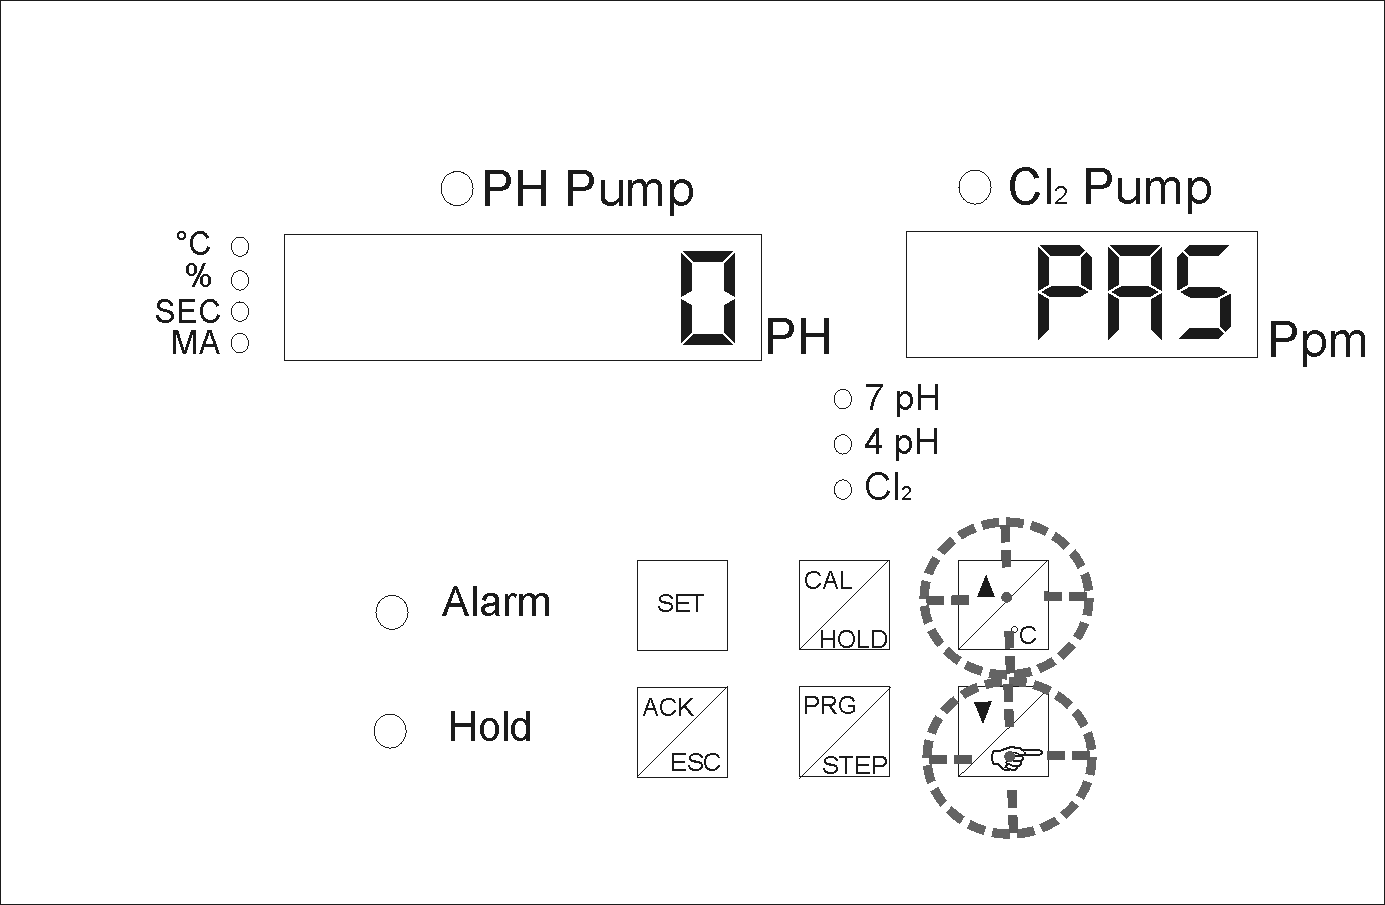 PH Pump
Cl₂ Pump
°C
%
SEC
MA
0
PH
PAS
Ppm
7 pH
4 pH
Cl₂
Alarm
SET
CAL
HOLD
▲
°C
Hold
ACK
ESC
PRG
STEP
▼